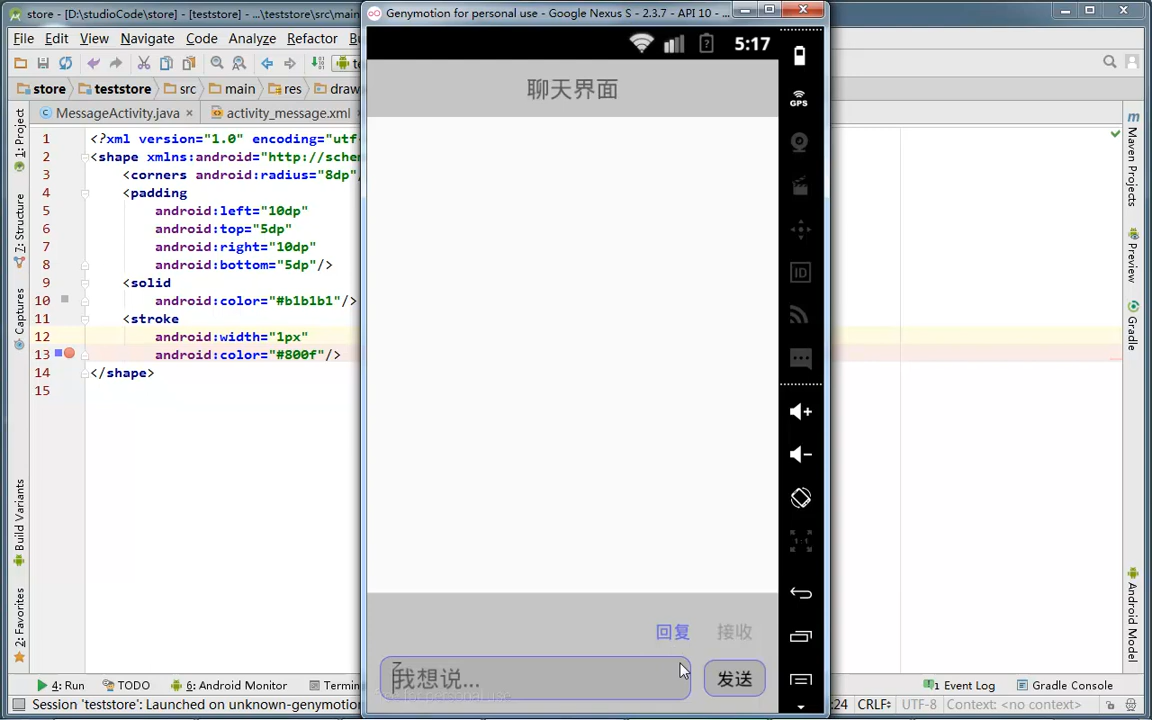 store - [D:\studioCode\store] - [teststore] - ...\teststore\src\main
File Edit View Navigate Code Analyze Refactor
store teststore src main res draw
MessageActivity.java activity_message.xml
1 <?xml version="1.0" encoding="utf-
2 <shape xmlns:android="http://schem
3 <corners android:radius="8dp"
4 <padding
5 android:left="10dp"
6 android:top="5dp"
7 android:right="10dp"
8 android:bottom="5dp"/>
9 <solid
10 android:color="#b1b1b1"/>
11 <stroke
12 android:width="1px"
13 android:color="#800f"/>
14 </shape>
15
1: Project
7: Structure
Captures
Build Variants
2: Favorites
Genymotion for personal use - Google Nexus S - 2.3.7 - API 10 - ...
5:17
聊天界面
回复 接收
我想说...
发送
GPS
ID
1:1
Maven Projects
Preview
Gradle
Android Model
4: Run TODO 6: Android Monitor Termin
1 Event Log Gradle Console
Session 'teststore': Launched on unknown-genymotion
:24 CRLF UTF-8 Context: <no context>